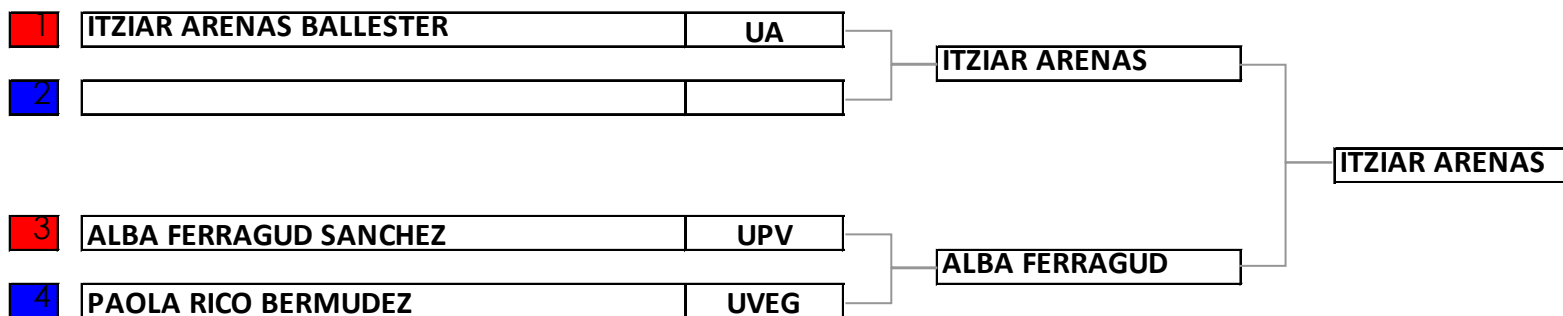 1 ITZIAR ARENAS BALLESTER UA
ITZIAR ARENAS
2
ITZIAR ARENAS
3 ALBA FERRAGUD SANCHEZ UPV
ALBA FERRAGUD
4 PAOLA RICO BERMUDEZ UVEG